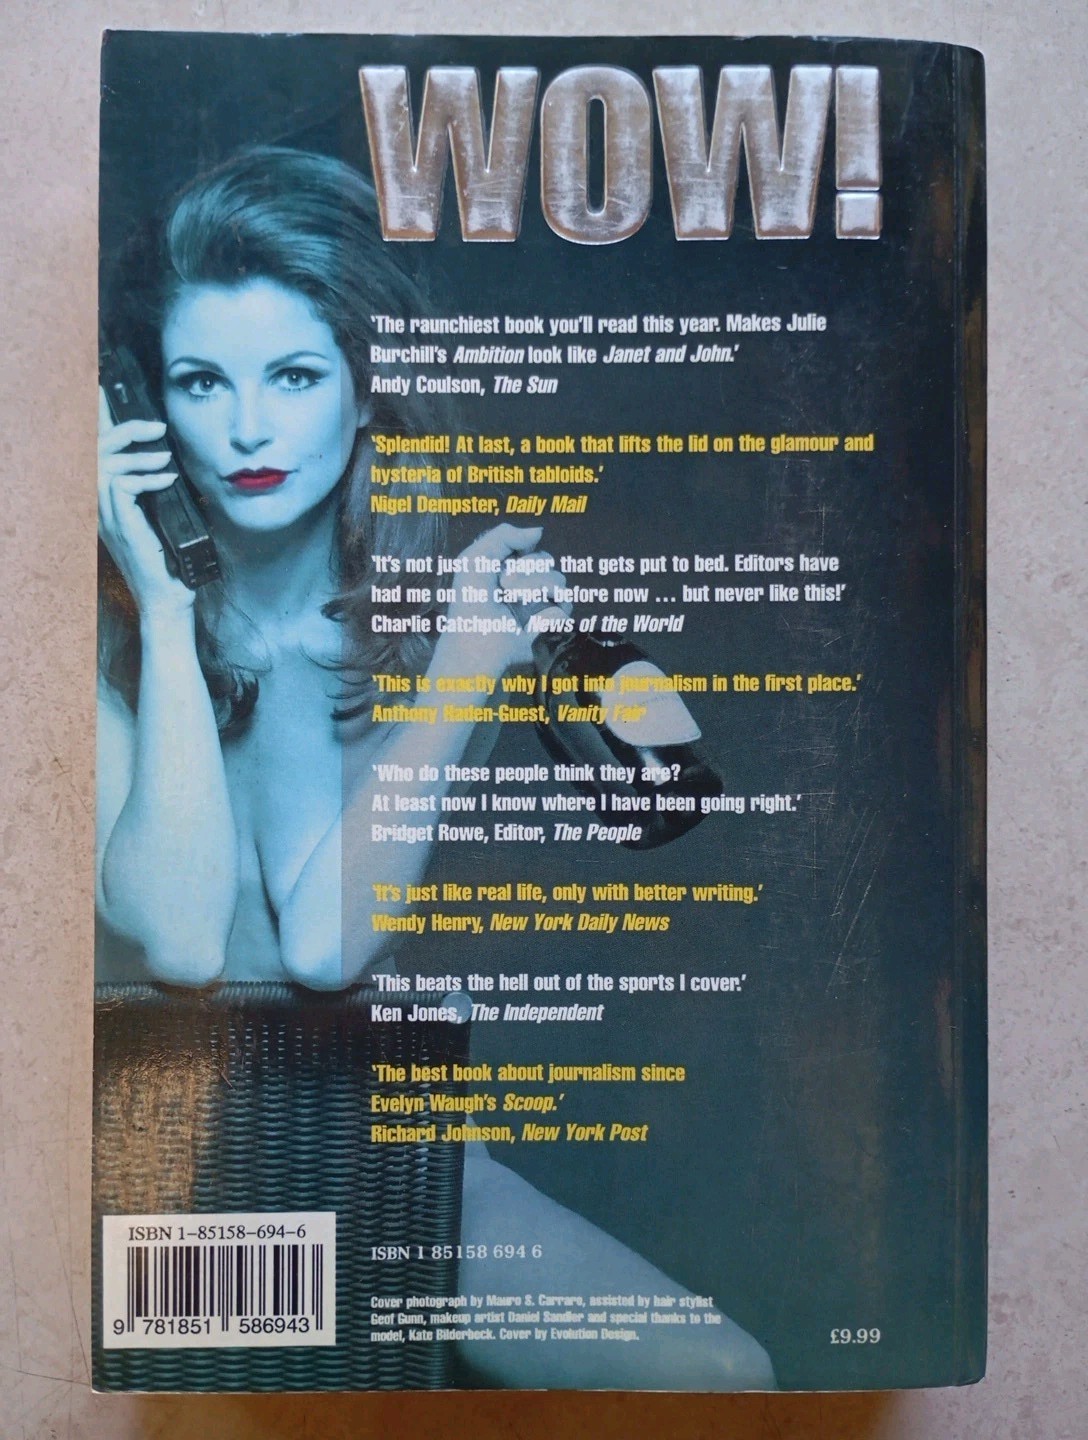 WOW!
'The raunchiest book you'll read this year. Makes Julie
Burchill's Ambition look like Janet and John.'
Andy Coulson, The Sun
'Splendid! At last, a book that lifts the lid on the glamour and
hysteria of British tabloids.'
Nigel Dempster, Daily Mail
'It's not just the paper that gets put to bed. Editors have
had me on the carpet before now ... but never like this!'
Charlie Catchpole, News of the World
'This is exactly why I got into journalism in the first place.'
Anthony Haden-Guest, Vanity Fair
'Who do these people think they are?
At least now I know where I have been going right.'
Bridget Rowe, Editor, The People
'It's just like real life, only with better writing.'
Wendy Henry, New York Daily News
'This beats the hell out of the sports I cover.'
Ken Jones, The Independent
'The best book about journalism since
Evelyn Waugh's Scoop.'
Richard Johnson, New York Post
ISBN 1-85158-694-6
9 781851 586943
ISBN 1 85158 694 6
Cover photograph by Mauro S. Carraro, assisted by hair stylist
Geof Gunn, makeup artist Daniel Sandler and special thanks to the
model, Kate Bilderbeck. Cover by Evolution Design.
£9.99